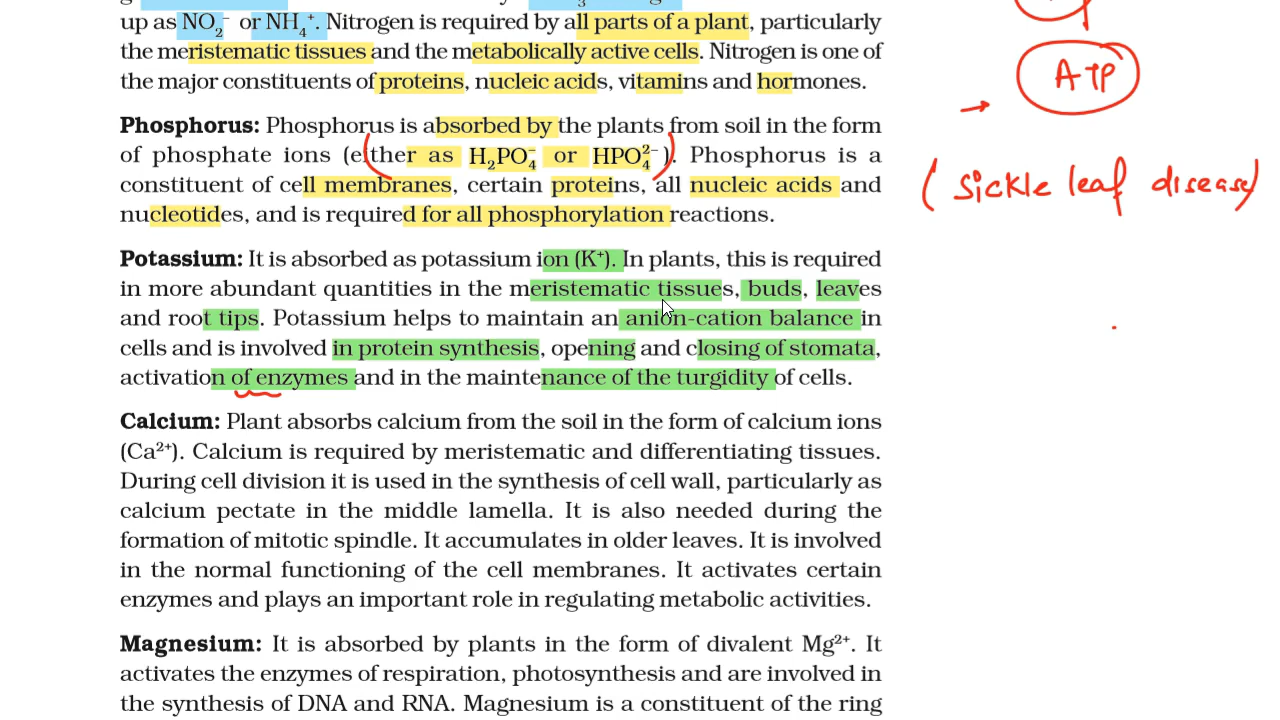 up as NO₂⁻ or NH₄⁺. Nitrogen is required by all parts of a plant, particularly
the meristematic tissues and the metabolically active cells. Nitrogen is one of
the major constituents of proteins, nucleic acids, vitamins and hormones.
Phosphorus: Phosphorus is absorbed by the plants from soil in the form
of phosphate ions (either as H₂PO₄⁻ or HPO₄²⁻). Phosphorus is a
constituent of cell membranes, certain proteins, all nucleic acids and
nucleotides, and is required for all phosphorylation reactions.
Potassium: It is absorbed as potassium ion (K⁺). In plants, this is required
in more abundant quantities in the meristematic tissues, buds, leaves
and root tips. Potassium helps to maintain an anion-cation balance in
cells and is involved in protein synthesis, opening and closing of stomata,
activation of enzymes and in the maintenance of the turgidity of cells.
Calcium: Plant absorbs calcium from the soil in the form of calcium ions
(Ca²⁺). Calcium is required by meristematic and differentiating tissues.
During cell division it is used in the synthesis of cell wall, particularly as
calcium pectate in the middle lamella. It is also needed during the
formation of mitotic spindle. It accumulates in older leaves. It is involved
in the normal functioning of the cell membranes. It activates certain
enzymes and plays an important role in regulating metabolic activities.
Magnesium: It is absorbed by plants in the form of divalent Mg²⁺. It
activates the enzymes of respiration, photosynthesis and are involved in
the synthesis of DNA and RNA. Magnesium is a constituent of the ring
ATP
(Sickle leaf disease)